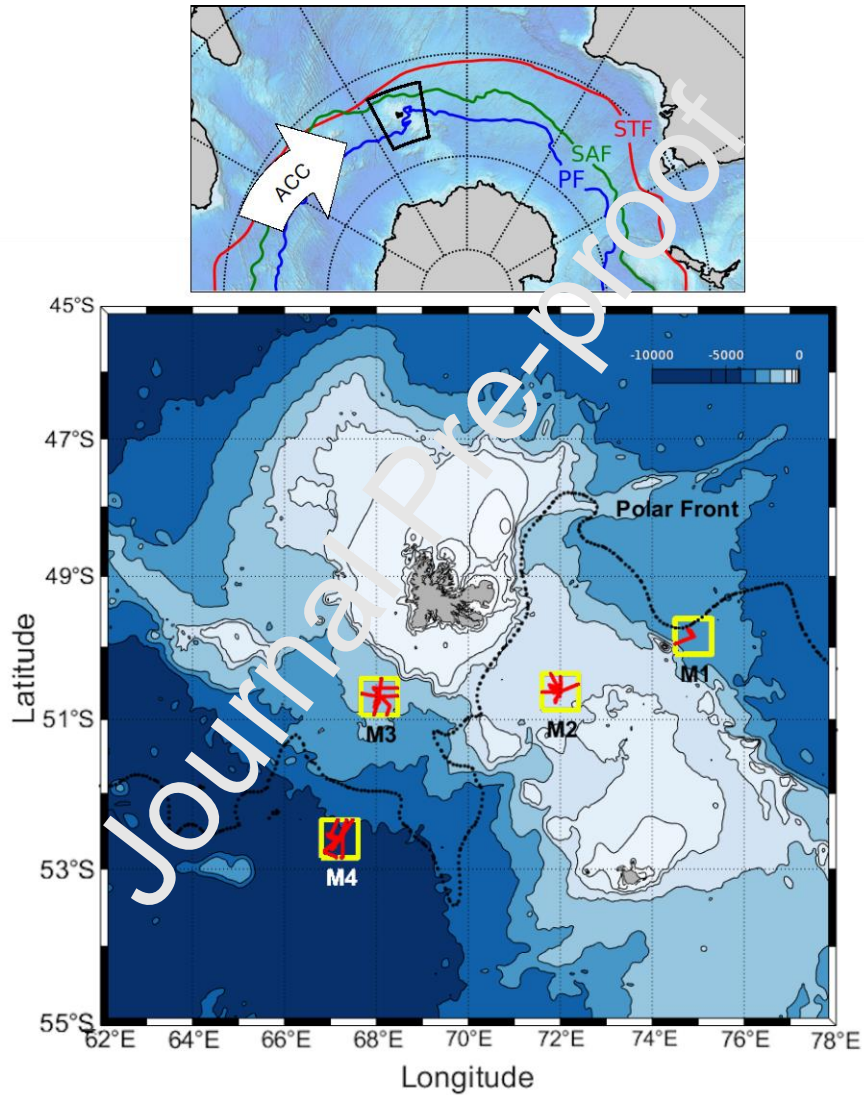 STF
SAF
PF
ACC
Journal Pre-proof
45°S
47°S
49°S
51°S
53°S
55°S
-10000 -5000 0
Polar Front
M1
M2
M3
M4
62°E 64°E 66°E 68°E 70°E 72°E 74°E 76°E 78°E
Latitude
Longitude